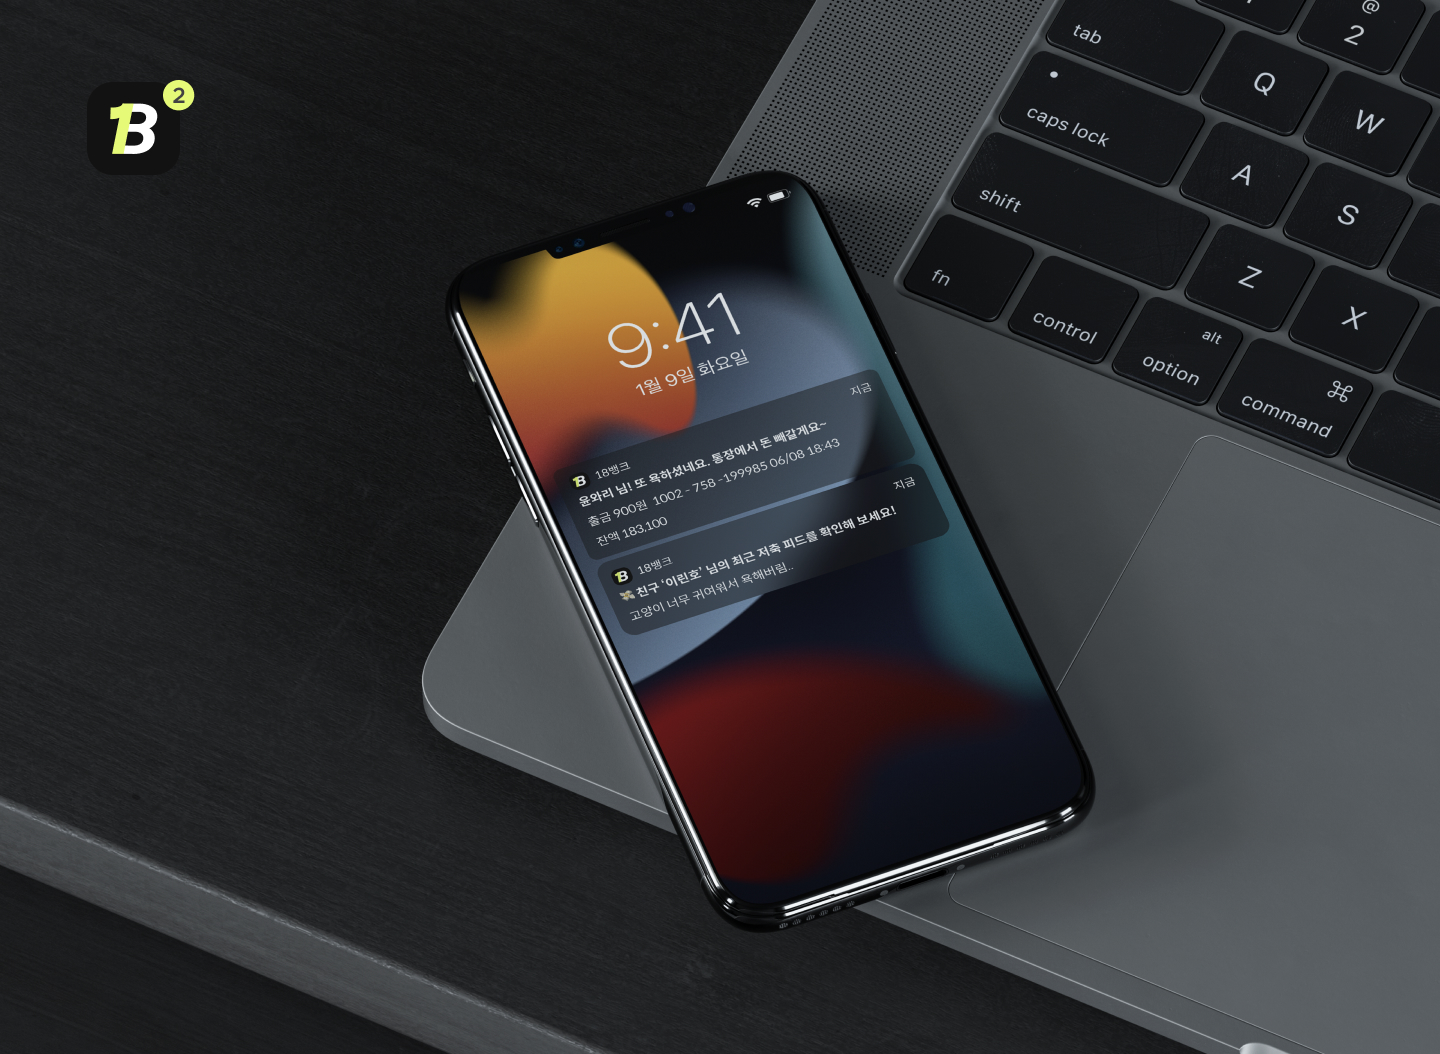 1B
2
9:41
1월 9일 화요일
18뱅크
지금
윤와리 님! 또 욕하셨네요. 통장에서 돈 빼갈게요~
출금 900원 1002 - 758 -199985 06/08 18:43
잔액 183,100
18뱅크
지금
💸 친구 ‘이린호’ 님의 최근 저축 피드를 확인해 보세요!
고양이 너무 귀여워서 욕해버림..
@
2
tab
Q
W
caps lock
A
S
shift
Z
X
fn
control
alt
option
⌘
command